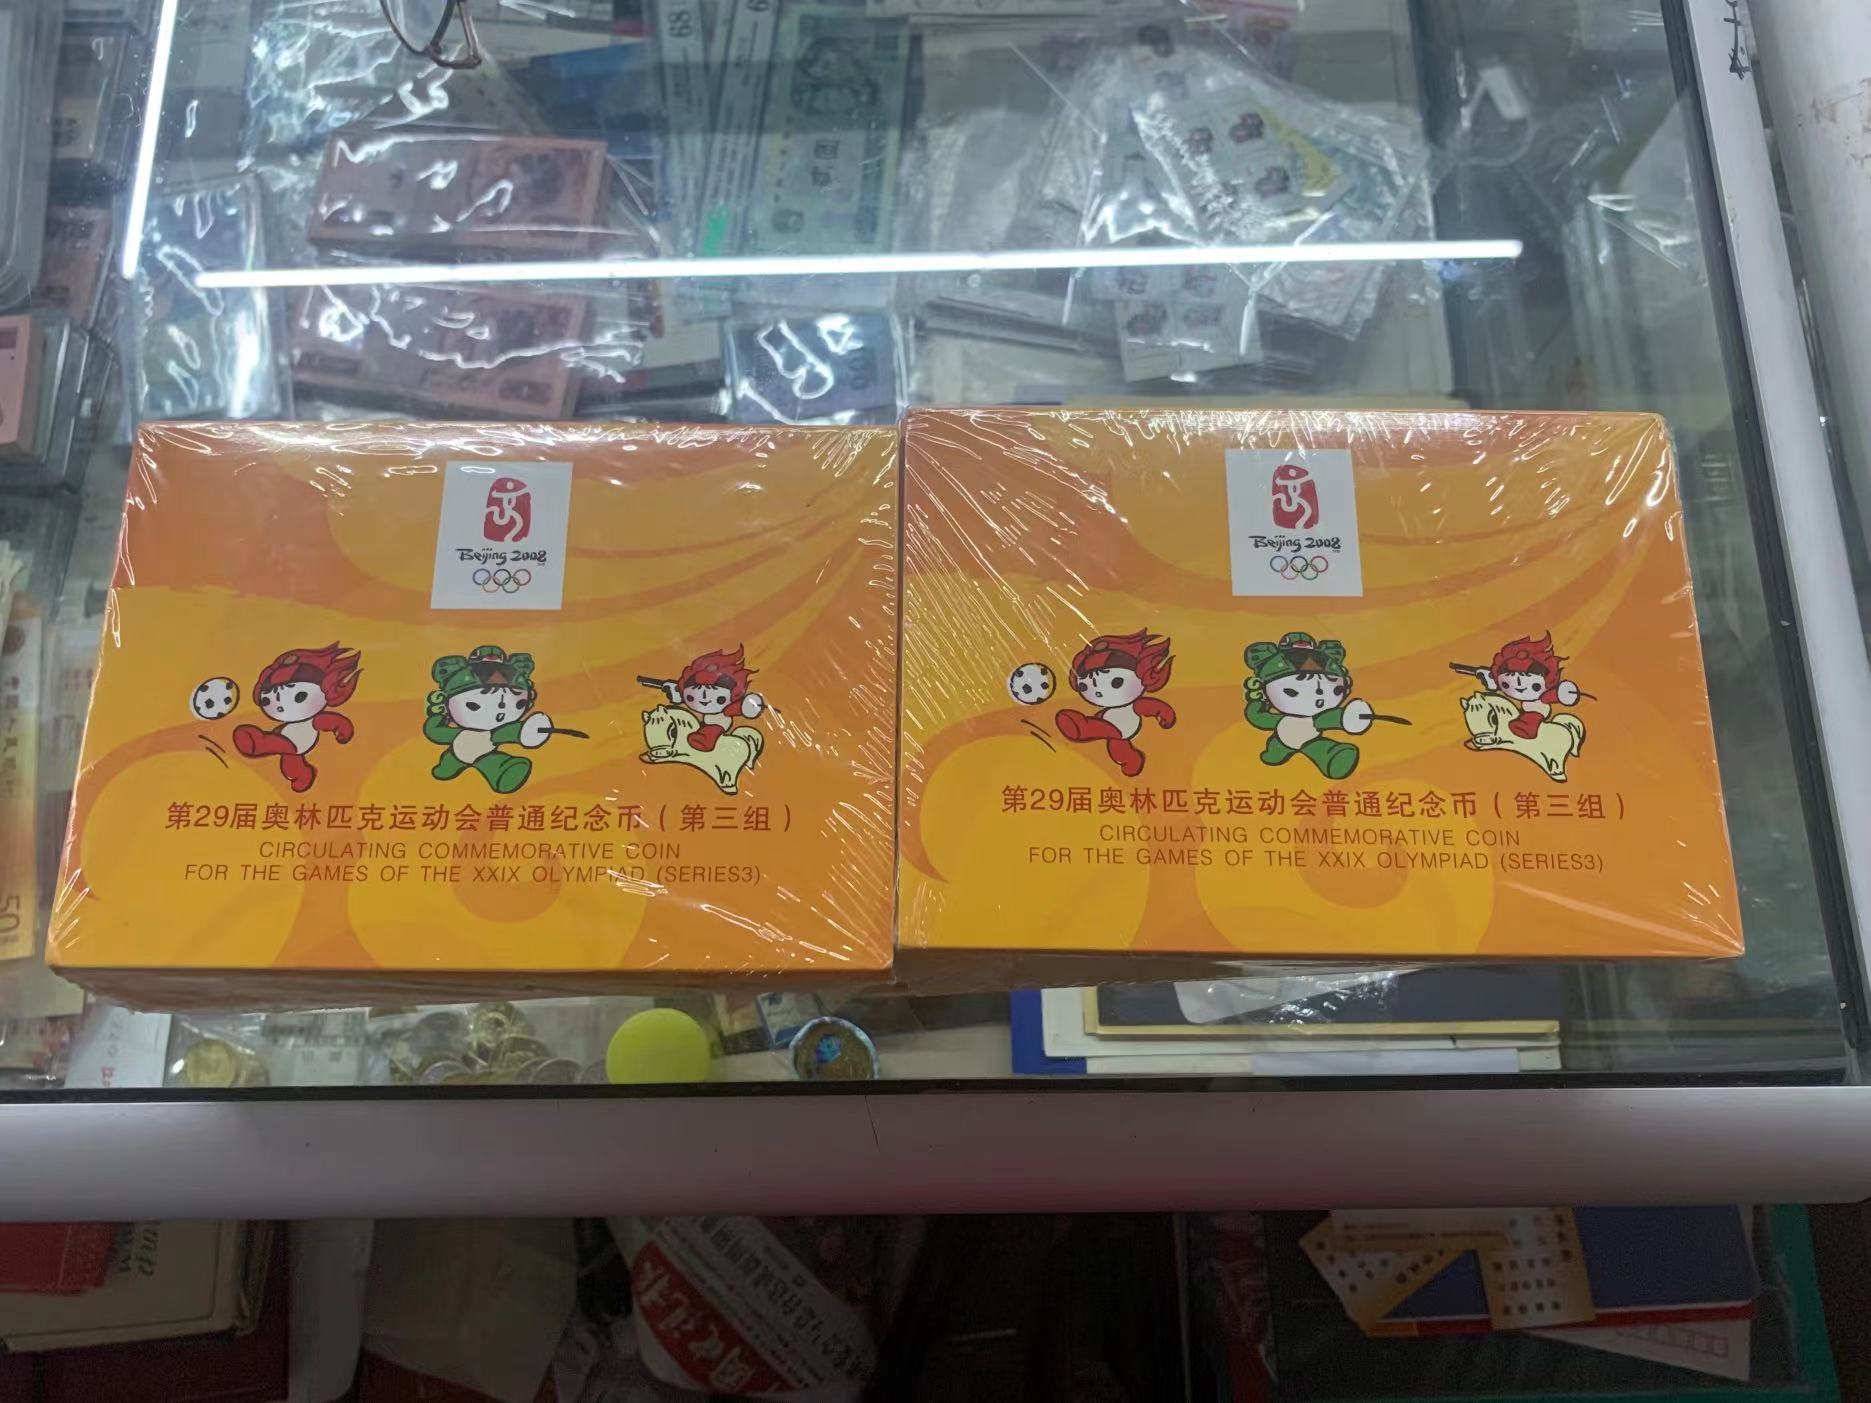 Beijing 2008
第29届奥林匹克运动会普通纪念币（第三组）
CIRCULATING COMMEMORATIVE COIN
FOR THE GAMES OF THE XXIX OLYMPIAD (SERIES3)
Beijing 2008
第29届奥林匹克运动会普通纪念币（第三组）
CIRCULATING COMMEMORATIVE COIN
FOR THE GAMES OF THE XXIX OLYMPIAD (SERIES3)
50